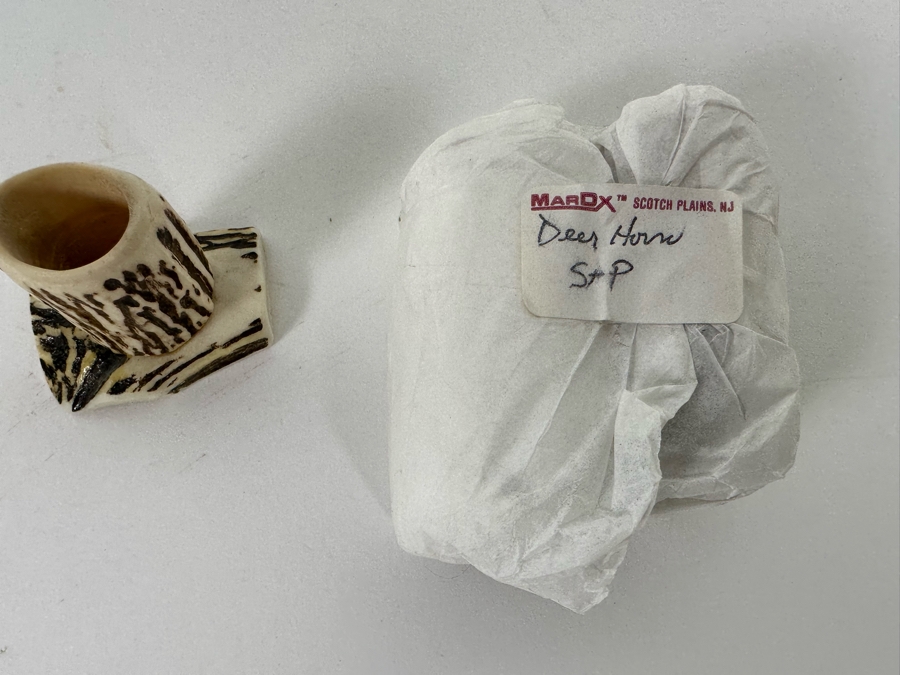 MARDX™ SCOTCH PLAINS, NJ
Deer Horn
S+P